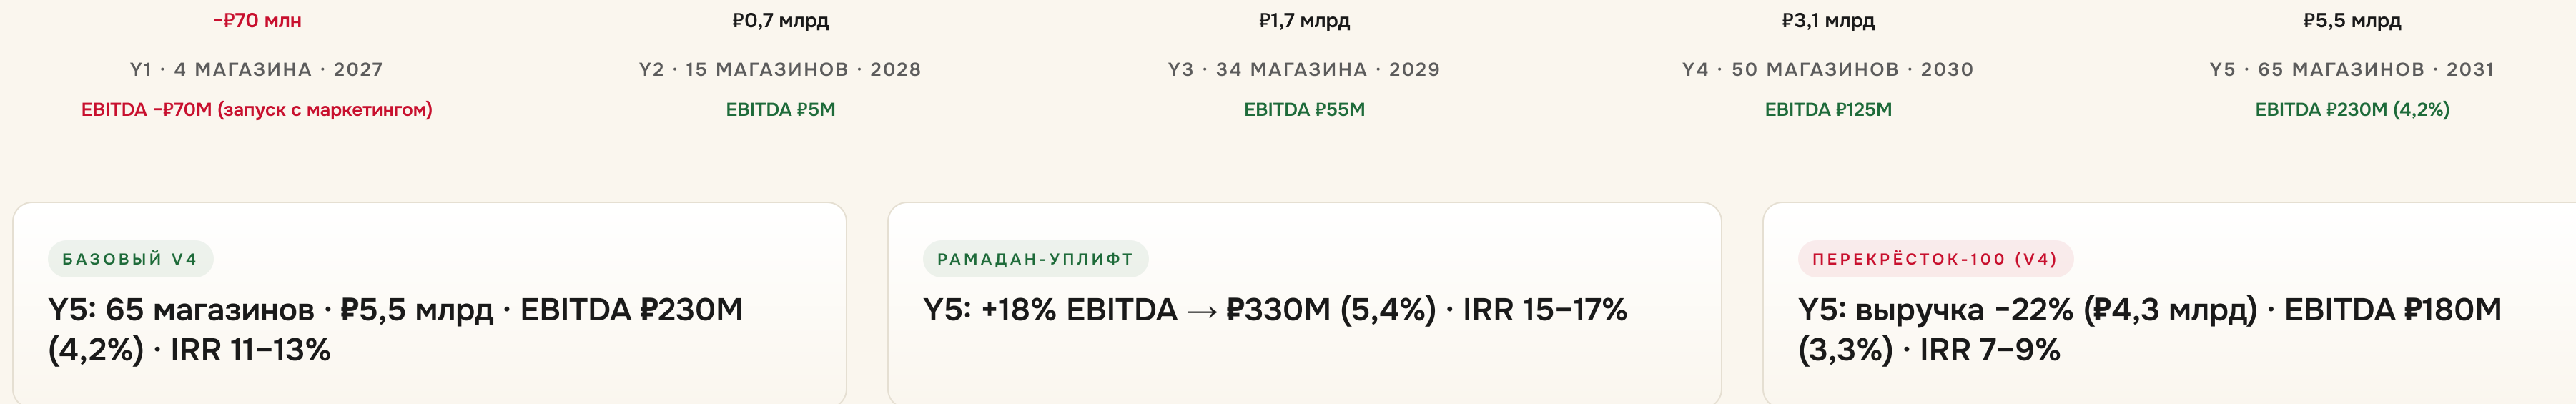 −₽70 млн
Y1 · 4 МАГАЗИНА · 2027
EBITDA −₽70M (запуск с маркетингом)
₽0,7 млрд
Y2 · 15 МАГАЗИНОВ · 2028
EBITDA ₽5M
₽1,7 млрд
Y3 · 34 МАГАЗИНА · 2029
EBITDA ₽55M
₽3,1 млрд
Y4 · 50 МАГАЗИНОВ · 2030
EBITDA ₽125M
₽5,5 млрд
Y5 · 65 МАГАЗИНОВ · 2031
EBITDA ₽230M (4,2%)
БАЗОВЫЙ V4
Y5: 65 магазинов · ₽5,5 млрд · EBITDA ₽230M
(4,2%) · IRR 11–13%
РАМАДАН-УПЛИФТ
Y5: +18% EBITDA → ₽330M (5,4%) · IRR 15–17%
ПЕРЕКРЁСТОК-100 (V4)
Y5: выручка −22% (₽4,3 млрд) · EBITDA ₽180M
(3,3%) · IRR 7–9%